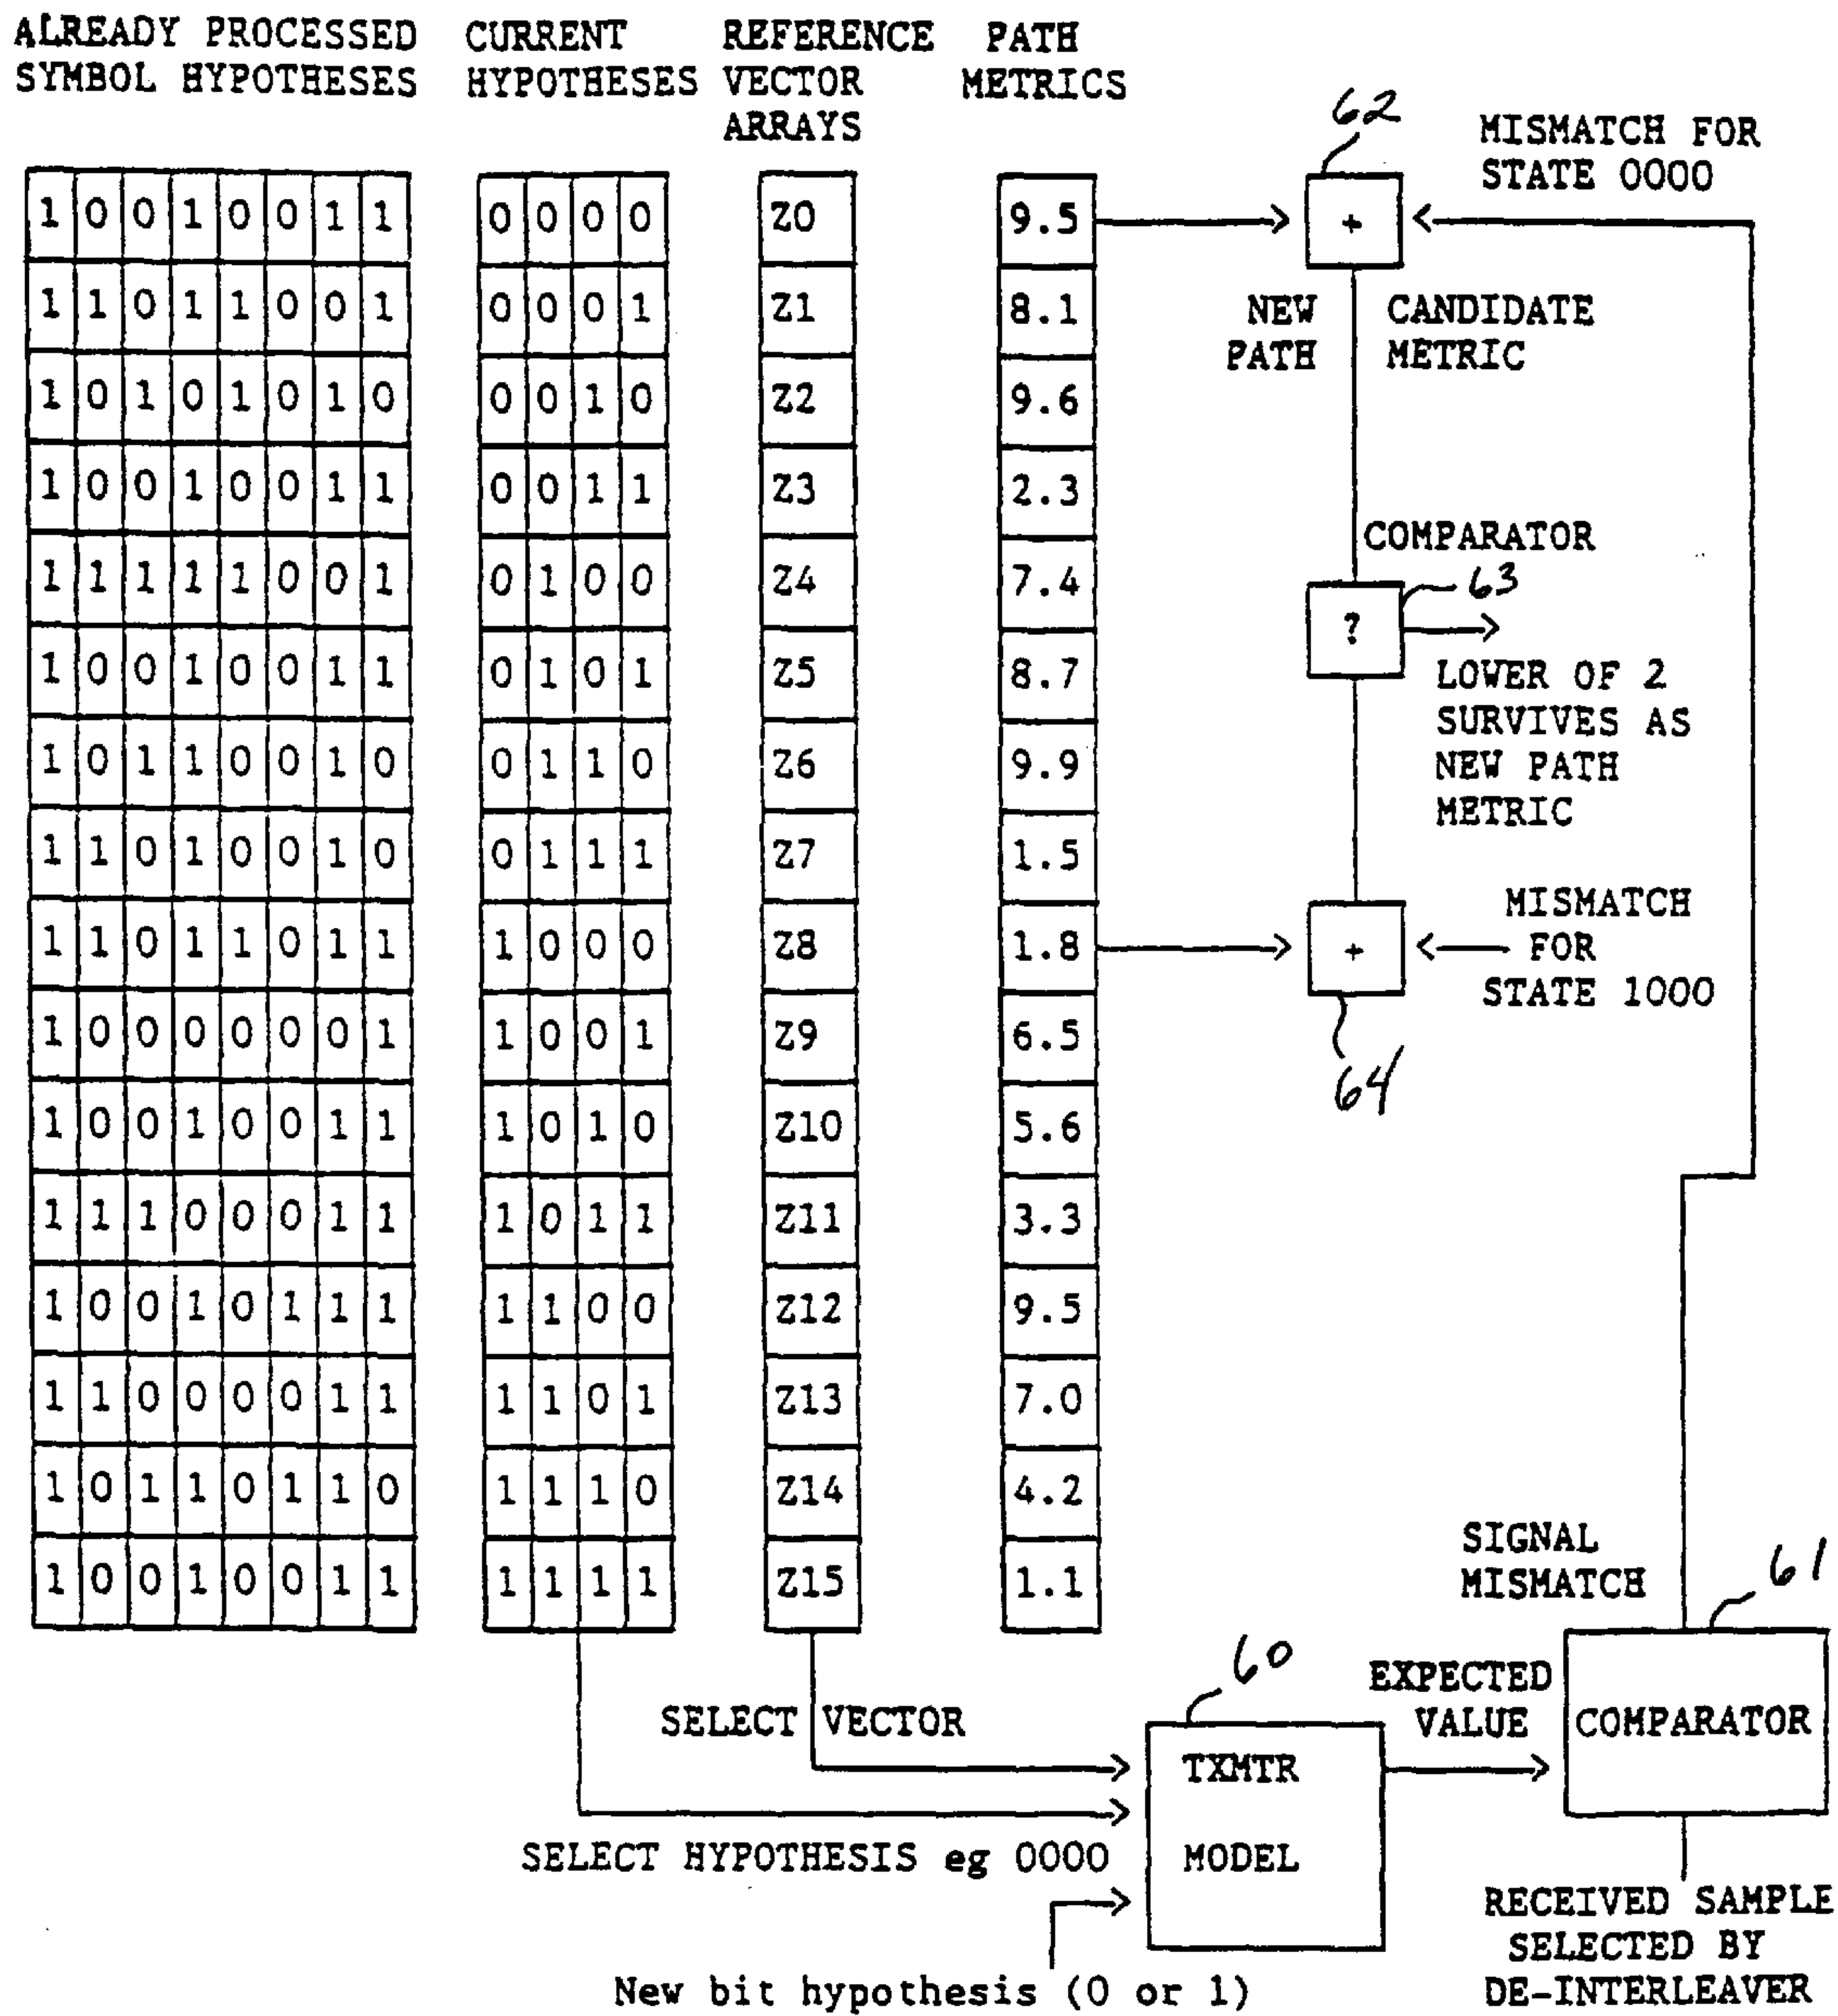 ALREADY PROCESSED CURRENT REFERENCE PATH
SYMBOL HYPOTHESES HYPOTHESES VECTOR METRICS
ARRAYS
62
MISMATCH FOR
STATE 0000
1 0 0 1 0 0 1 1 0 0 0 0 Z0 9.5 +
1 1 0 1 1 0 0 1 0 0 0 1 Z1 8.1
NEW CANDIDATE
PATH METRIC
1 0 1 0 1 0 1 0 0 0 1 0 Z2 9.6
1 0 0 1 0 0 1 1 0 0 1 1 Z3 2.3
COMPARATOR
1 1 1 1 1 0 0 1 0 1 0 0 Z4 7.4
63
?
1 0 0 1 0 0 1 1 0 1 0 1 Z5 8.7
LOWER OF 2
SURVIVES AS
NEW PATH
METRIC
1 0 1 1 0 0 1 0 0 1 1 0 Z6 9.9
1 1 0 1 0 0 1 0 0 1 1 1 Z7 1.5
MISMATCH
FOR
STATE 1000
1 1 0 1 1 0 1 1 1 0 0 0 Z8 1.8 +
1 0 0 0 0 0 0 1 1 0 0 1 Z9 6.5
64
1 0 0 1 0 0 1 1 1 0 1 0 Z10 5.6
1 1 1 0 0 0 1 1 1 0 1 1 Z11 3.3
1 0 0 1 0 1 1 1 1 1 0 0 Z12 9.5
1 1 0 0 0 0 1 1 1 1 0 1 Z13 7.0
1 0 1 1 0 1 1 0 1 1 1 0 Z14 4.2
1 0 0 1 0 0 1 1 1 1 1 1 Z15 1.1
SIGNAL
MISMATCH
61
60
EXPECTED
VALUE
COMPARATOR
SELECT VECTOR
TXMTR
MODEL
SELECT HYPOTHESIS eg 0000
RECEIVED SAMPLE
SELECTED BY
DE-INTERLEAVER
New bit hypothesis (0 or 1)